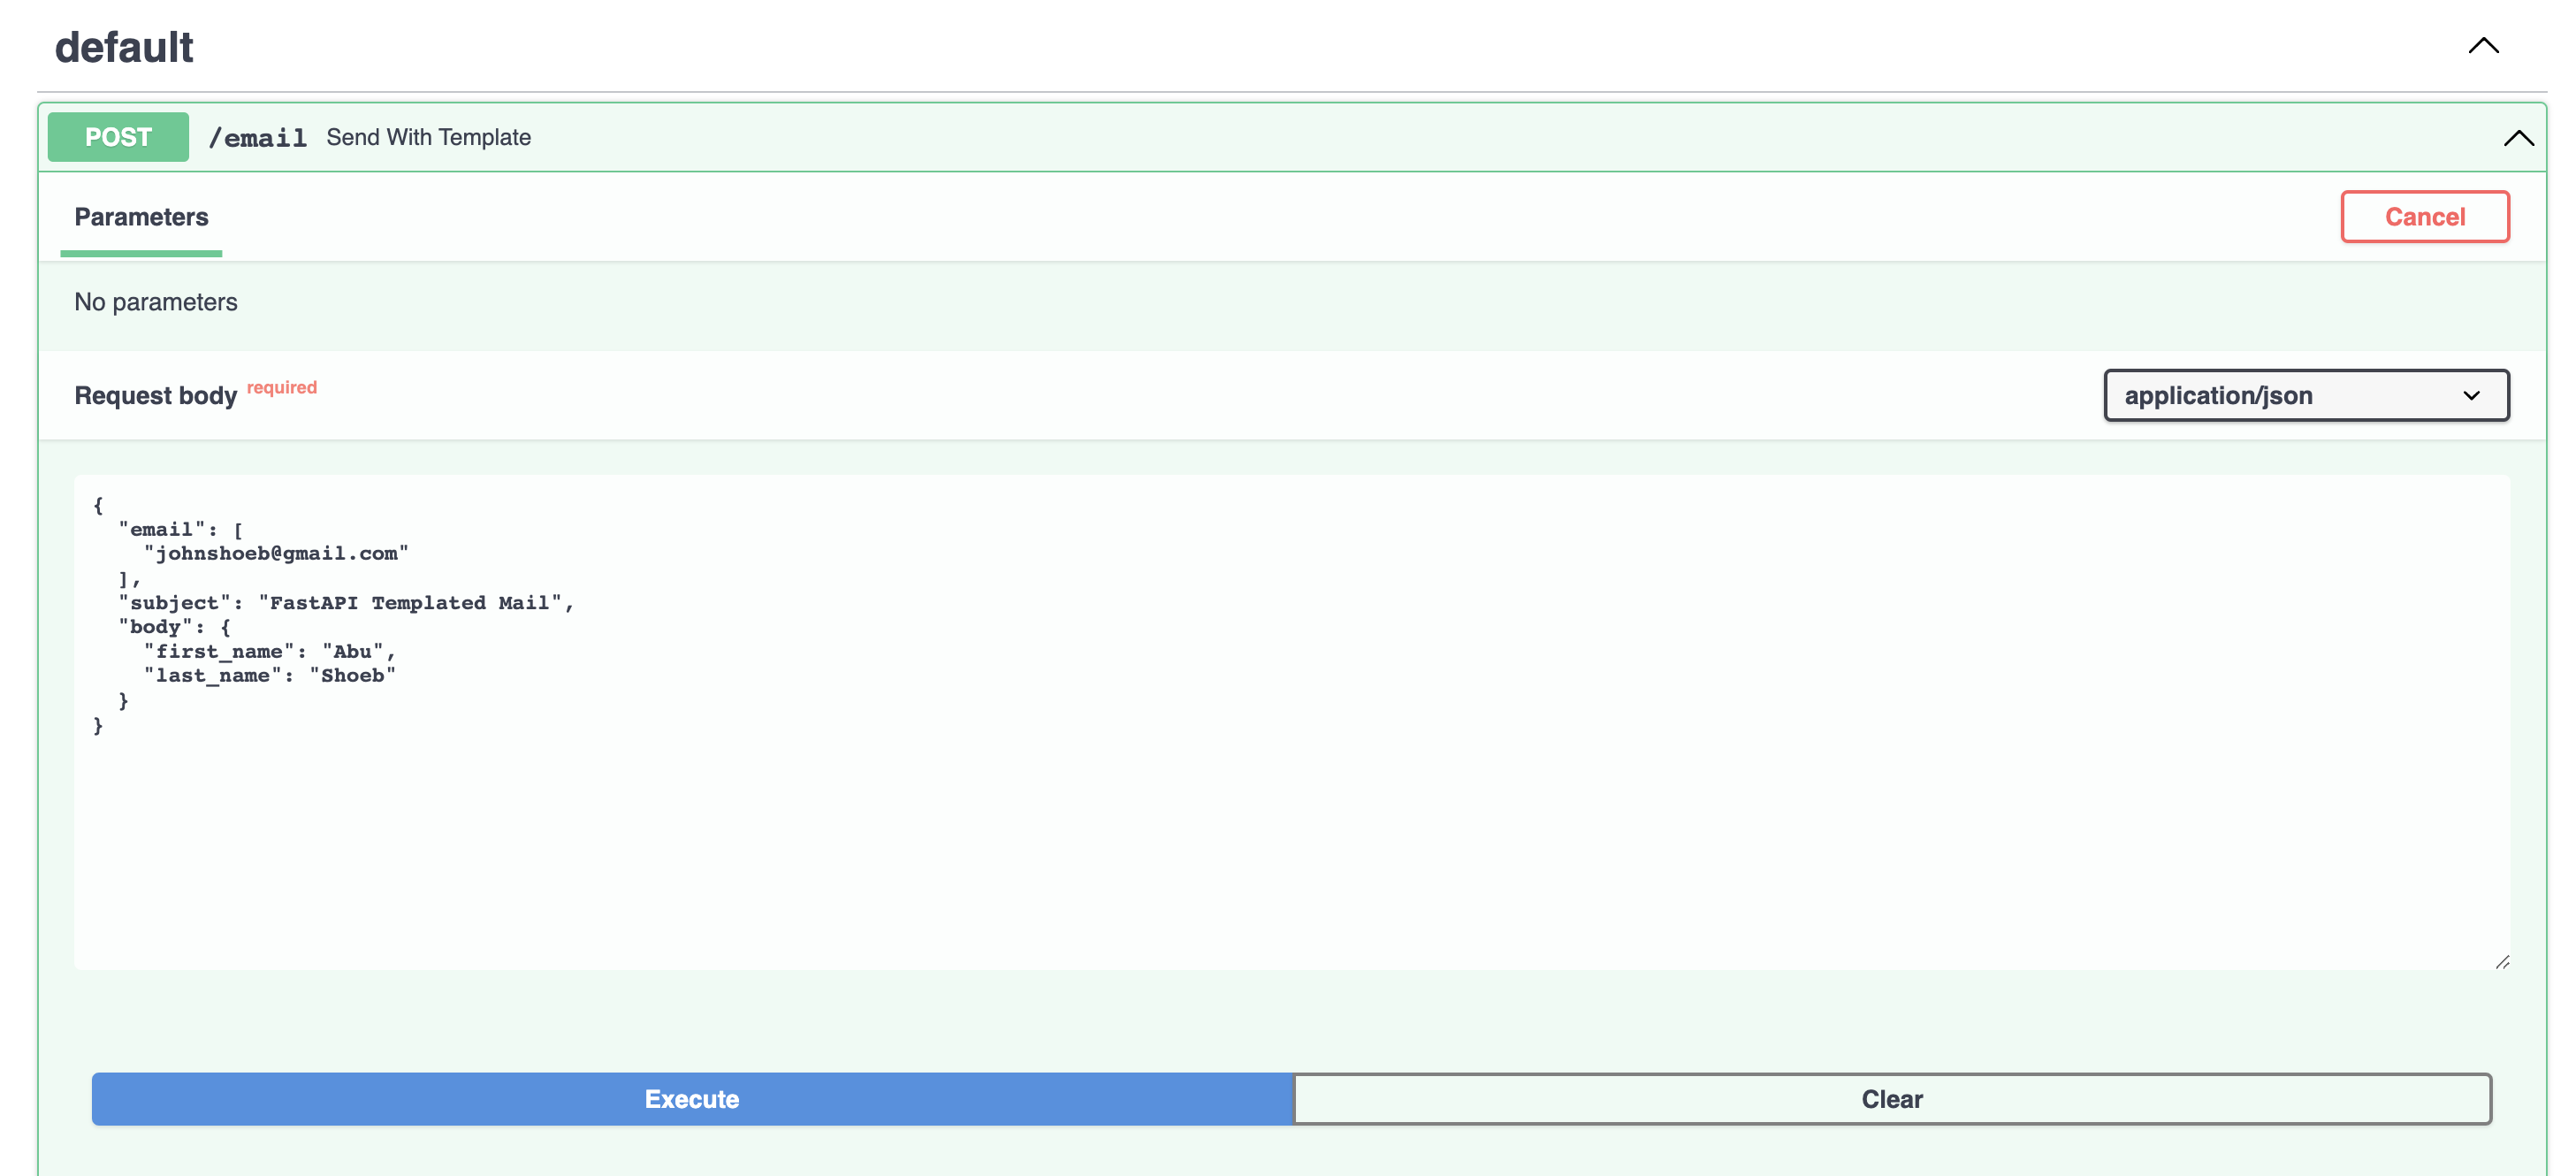 default
POST /email Send With Template
Parameters Cancel
No parameters
Request body required application/json
{
  "email": [
    "johnshoeb@gmail.com"
  ],
  "subject": "FastAPI Templated Mail",
  "body": {
    "first_name": "Abu",
    "last_name": "Shoeb"
  }
}
Execute Clear